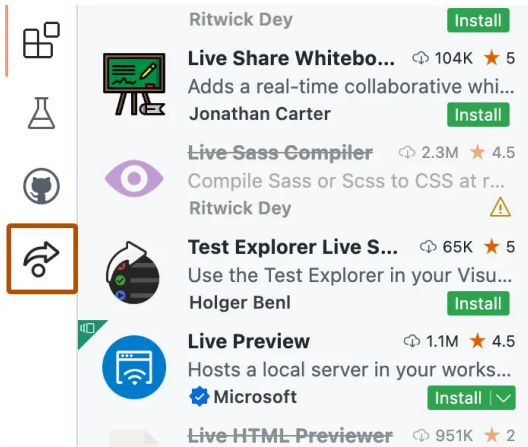 Ritwick Dey
Install
Live Share Whitebo... 104K 5
Adds a real-time collaborative whi...
Jonathan Carter
Install
Live Sass Compiler 2.3M 4.5
Compile Sass or Scss to CSS at r...
Ritwick Dey
Test Explorer Live S... 65K 5
Use the Test Explorer in your Visu...
Holger Benl
Install
Live Preview 1.1M 4.5
Hosts a local server in your works...
Microsoft
Install
Live HTML Previewer 951K 2